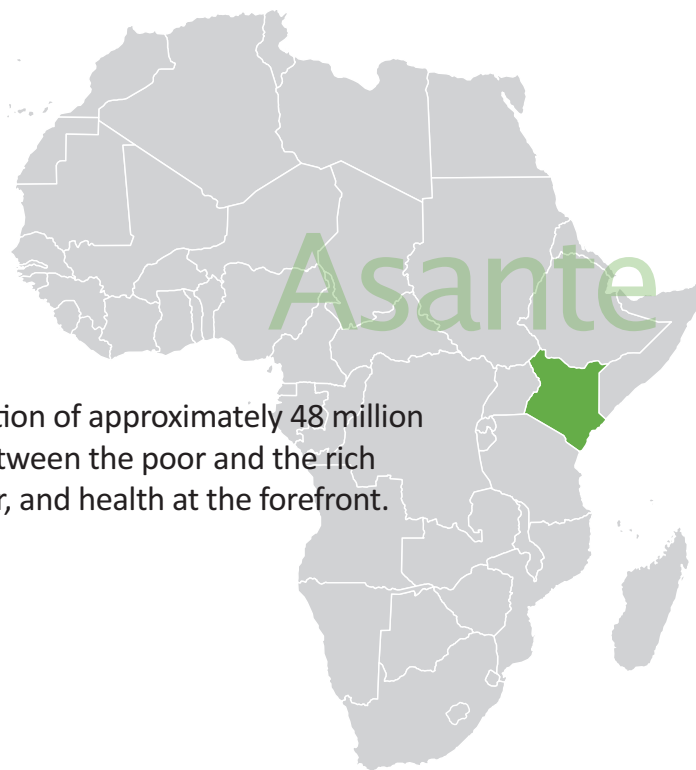 Asante
tion of approximately 48 million
tween the poor and the rich
, and health at the forefront.